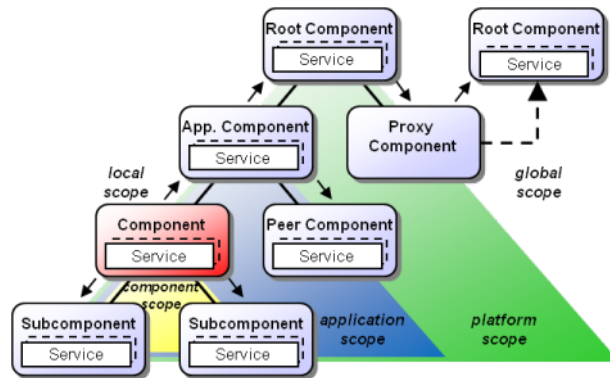 Root Component
Service
Root Component
Service
App. Component
Service
Proxy
Component
local
scope
global
scope
Component
Service
Peer Component
Service
component
scope
Subcomponent
Service
Subcomponent
Service
application
scope
platform
scope